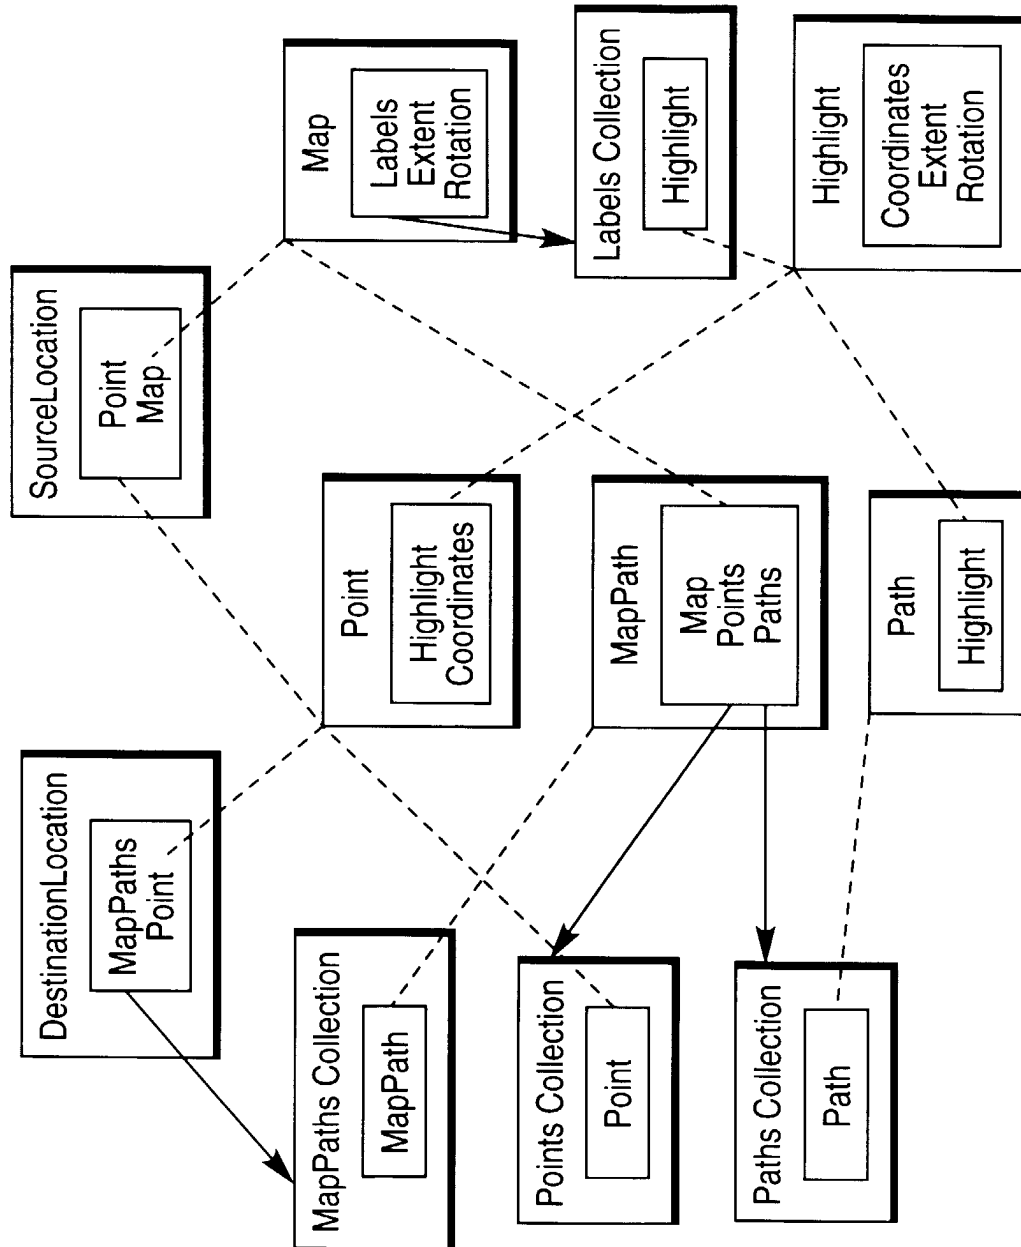 DestinationLocation
MapPaths
Point
SourceLocation
Point
Map
MapPaths Collection
MapPath
Point
Highlight
Coordinates
Map
Labels
Extent
Rotation
Points Collection
Point
MapPath
Map
Points
Paths
Labels Collection
Highlight
Paths Collection
Path
Path
Highlight
Highlight
Coordinates
Extent
Rotation